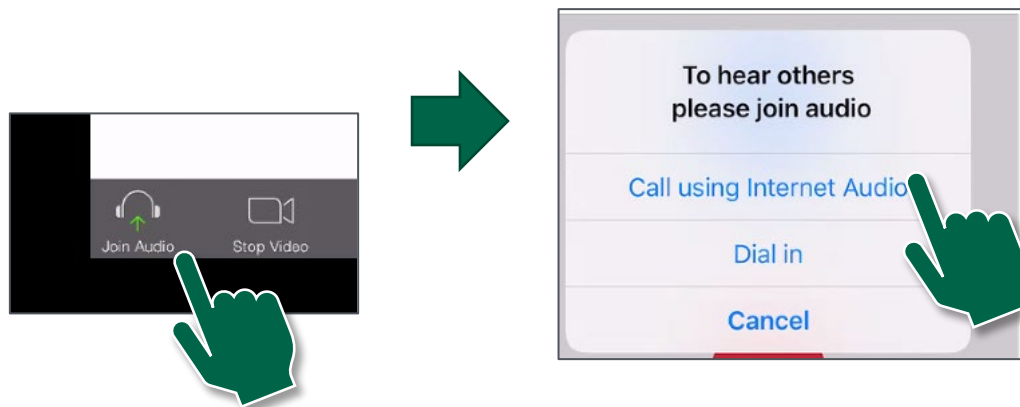 Join Audio
Stop Video
To hear others
please join audio
Call using Internet Audio
Dial in
Cancel